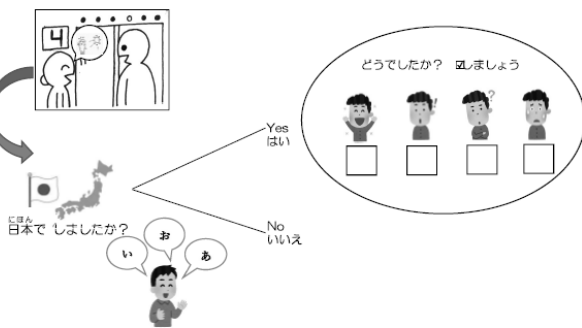 4
どうでしたか？ ☑しましょう
!
?
Yes
はい
にほん
日本で しましたか？
No
いいえ
い
お
あ